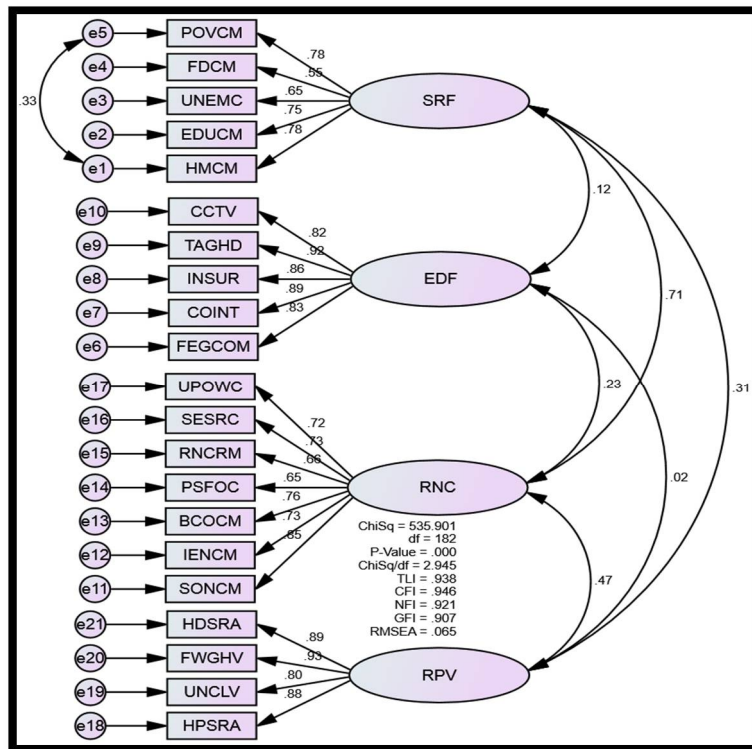 e5 POVCM .78
e4 FDCM .55
.33 e3 UNEMC .65 SRF
e2 EDUCM .75
e1 HMCM .78
.12
e10 CCTV .82
e9 TAGHD .92
e8 INSUR .86 EDF
e7 COINT .89
.71
e6 FEGCOM .83
e17 UPOWC .72
.23
.31
e16 SESRC .73
e15 RNCRM .66
e14 PSFOC .65 RNC
.02
e13 BCOCM .76
e12 IENCM .73
e11 SONCM .85
ChiSq = 535.901
df = 182
P-Value = .000
ChiSq/df = 2.945
TLI = .938
CFI = .946
.47
NFI = .921
GFI = .907
RMSEA = .065
e21 HDSRA .89
e20 FWGHV .93
e19 UNCLV .80 RPV
e18 HPSRA .88